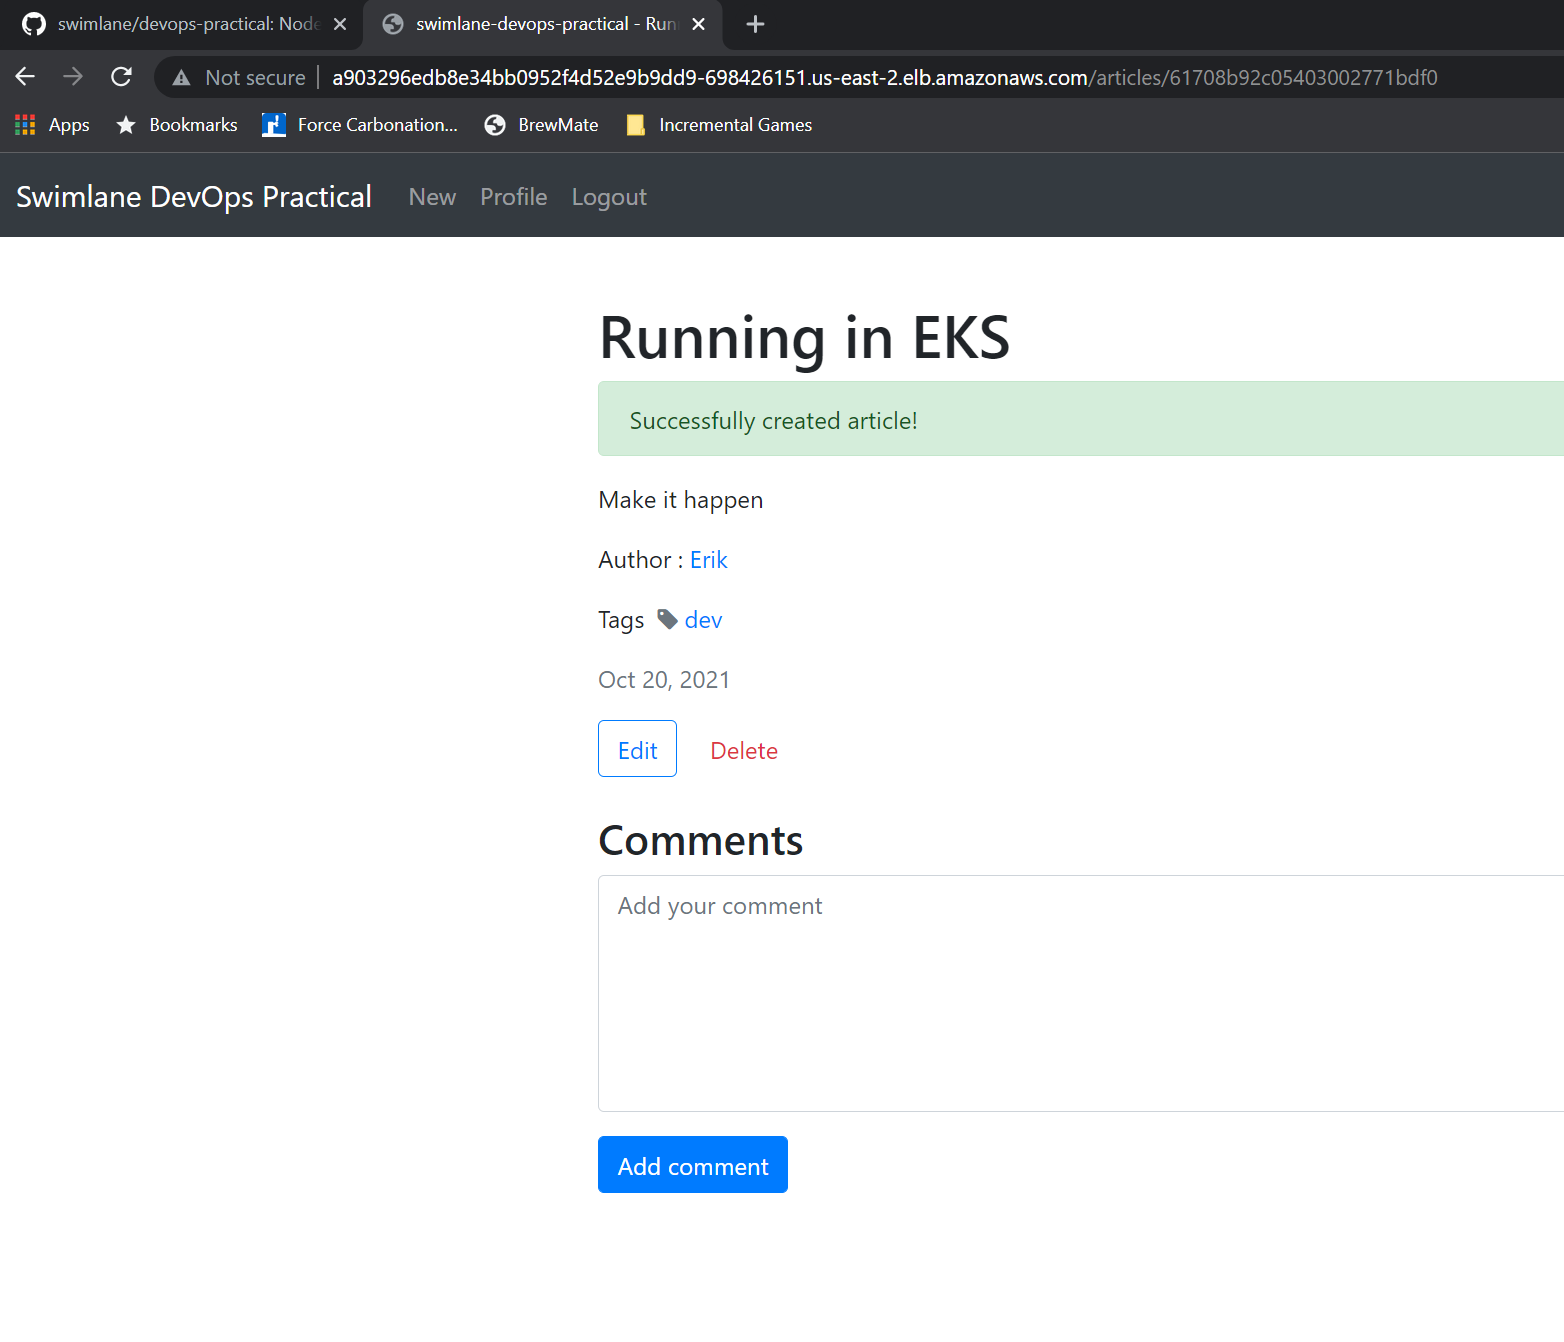 swimlane/devops-practical: Node
swimlane-devops-practical - Run
Not secure
a903296edb8e34bb0952f4d52e9b9dd9-698426151.us-east-2.elb.amazonaws.com/articles/61708b92c05403002771bdf0
Apps Bookmarks Force Carbonation... BrewMate Incremental Games
Swimlane DevOps Practical New Profile Logout
Running in EKS
Successfully created article!
Make it happen
Author : Erik
Tags dev
Oct 20, 2021
Edit Delete
Comments
Add your comment
Add comment